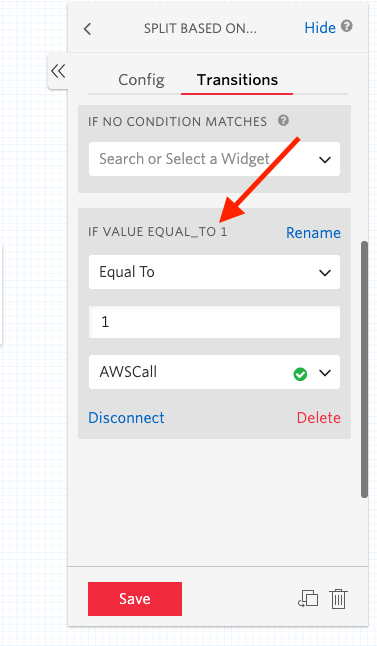 SPLIT BASED ON...
Hide
Config
Transitions
IF NO CONDITION MATCHES
Search or Select a Widget
IF VALUE EQUAL_TO 1
Rename
Equal To
1
AWSCall
Disconnect
Delete
Save